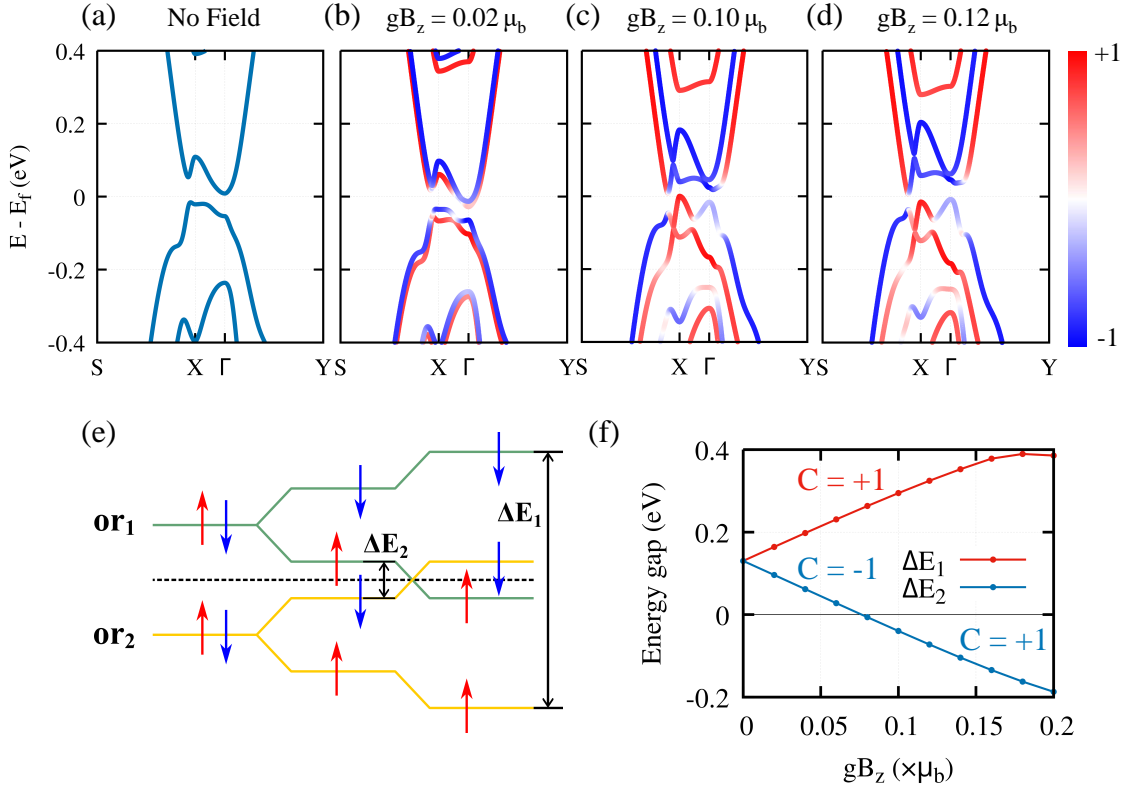 (a) No Field
(b) gB_z = 0.02 μ_b
(c) gB_z = 0.10 μ_b
(d) gB_z = 0.12 μ_b
E - E_f (eV)
0.4
0.2
0
-0.2
-0.4
S X Γ Y
S X Γ Y
S X Γ Y
S X Γ Y
+1
-1
(e)
or₁
or₂
ΔE₂
ΔE₁
(f)
Energy gap (eV)
0.4
0.2
0
-0.2
C = +1
C = -1
ΔE₁
ΔE₂
C = +1
0 0.05 0.1 0.15 0.2
gB_z (×μ_b)